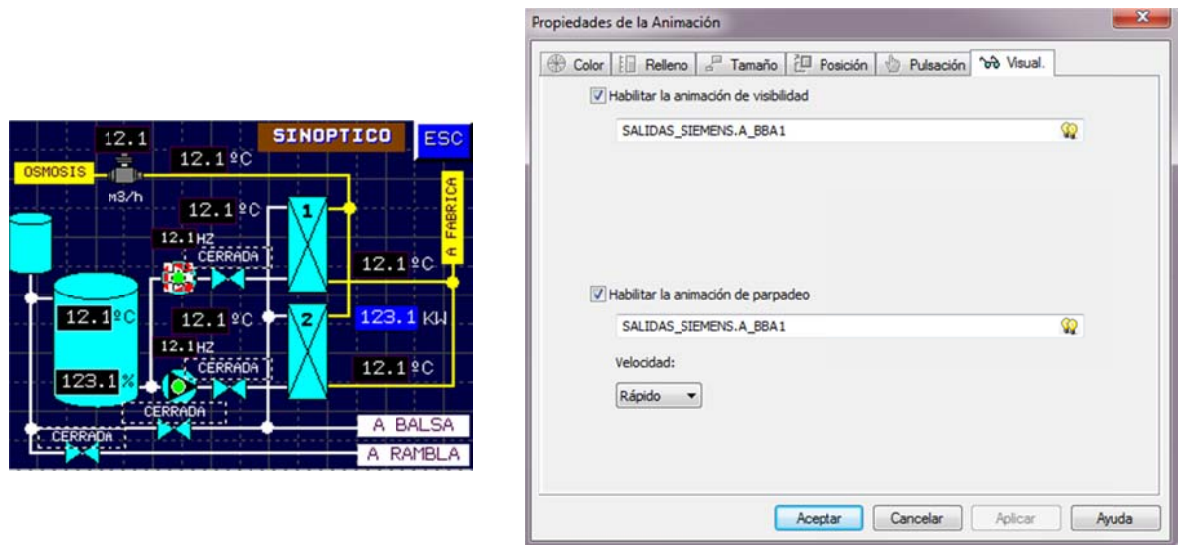 12.1
SINOPTICO
ESC
12.1ºC
OSMOSIS
m3/h
A FABRICA
12.1ºC
1
12.1HZ
CERRADA
12.1ºC
12.1ºC
12.1ºC
2
123.1 KW
12.1HZ
CERRADA
12.1ºC
123.1%
CERRADA
A BALSA
CERRADA
A RAMBLA
Propiedades de la Animación
Color Relleno Tamaño Posición Pulsación Visual.
Habilitar la animación de visibilidad
SALIDAS_SIEMENS.A_BBA1
Habilitar la animación de parpadeo
SALIDAS_SIEMENS.A_BBA1
Velocidad:
Rápido
Aceptar Cancelar Aplicar Ayuda